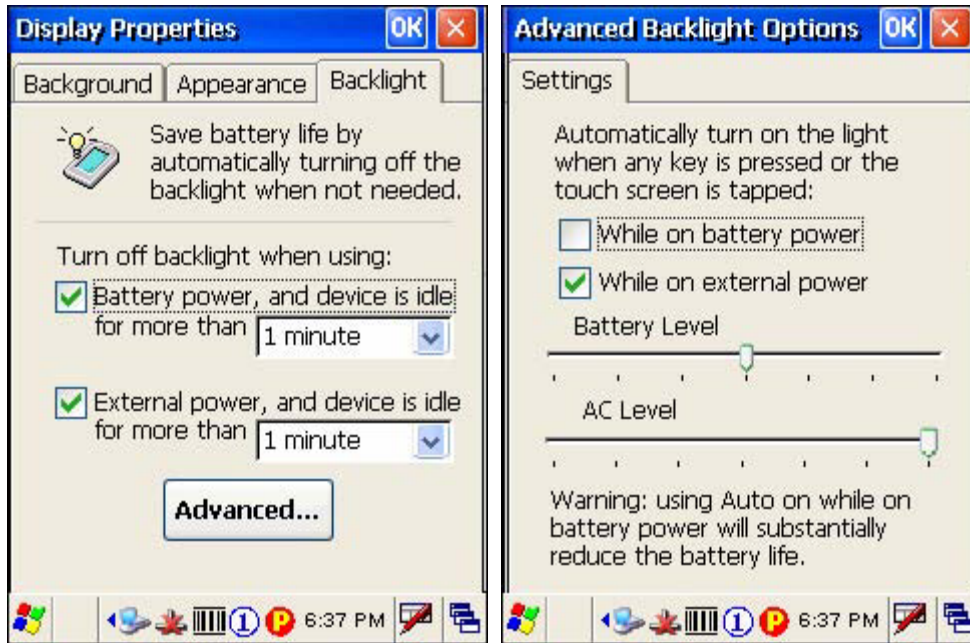 Display Properties OK
Background Appearance Backlight
Save battery life by
automatically turning off the
backlight when not needed.
Turn off backlight when using:
Battery power, and device is idle
for more than 1 minute
External power, and device is idle
for more than 1 minute
Advanced...
1 P 6:37 PM
Advanced Backlight Options OK
Settings
Automatically turn on the light
when any key is pressed or the
touch screen is tapped:
While on battery power
While on external power
Battery Level
AC Level
Warning: using Auto on while on
battery power will substantially
reduce the battery life.
1 P 6:37 PM